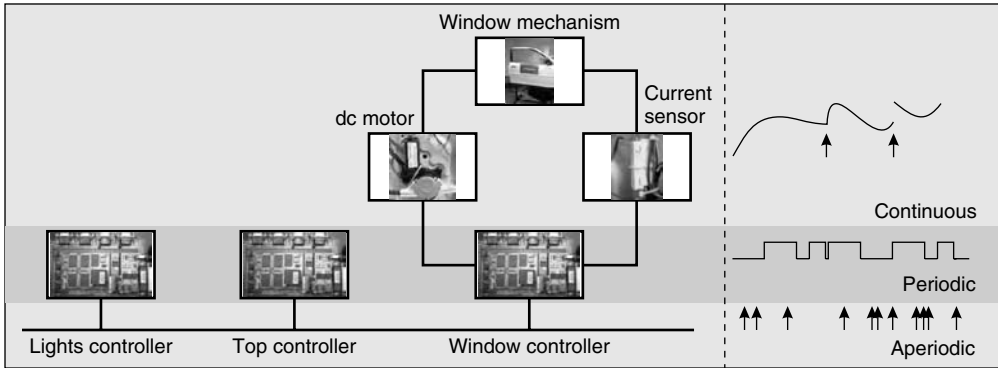 Window mechanism
dc motor
Current
sensor
Continuous
Periodic
Lights controller
Top controller
Window controller
Aperiodic